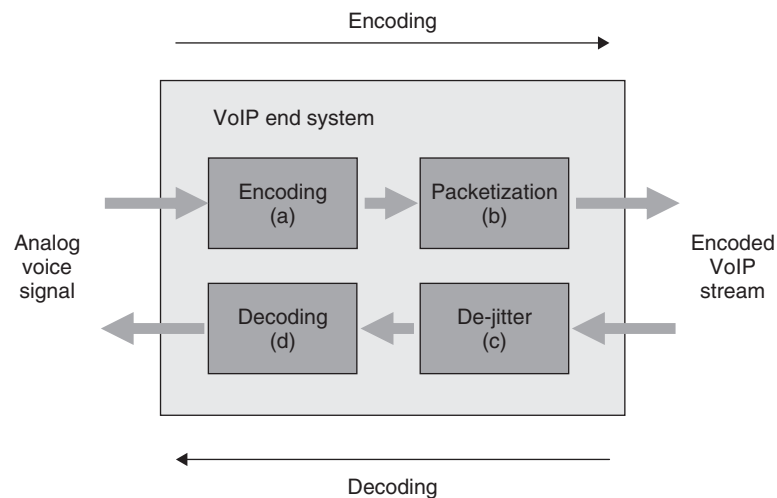 Encoding
VoIP end system
Encoding
(a)
Packetization
(b)
Analog
voice
signal
Encoded
VoIP
stream
Decoding
(d)
De-jitter
(c)
Decoding